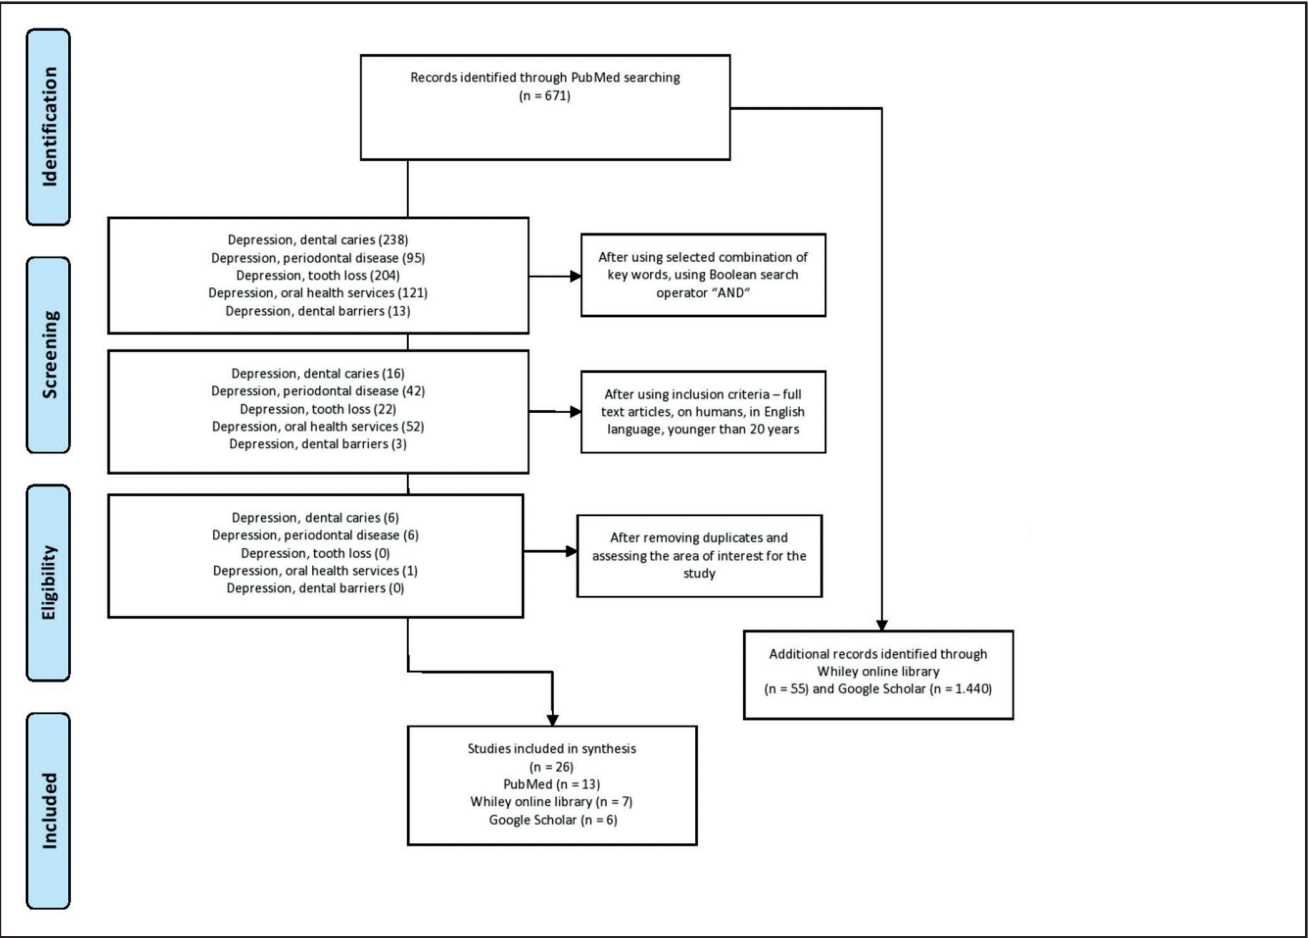 Identification
Records identified through PubMed searching
(n = 671)
Screening
Depression, dental caries (238)
Depression, periodontal disease (95)
Depression, tooth loss (204)
Depression, oral health services (121)
Depression, dental barriers (13)
After using selected combination of
key words, using Boolean search
operator “AND“
Depression, dental caries (16)
Depression, periodontal disease (42)
Depression, tooth loss (22)
Depression, oral health services (52)
Depression, dental barriers (3)
After using inclusion criteria – full
text articles, on humans, in English
language, younger than 20 years
Eligibility
Depression, dental caries (6)
Depression, periodontal disease (6)
Depression, tooth loss (0)
Depression, oral health services (1)
Depression, dental barriers (0)
After removing duplicates and
assessing the area of interest for the
study
Additional records identified through
Whiley online library
(n = 55) and Google Scholar (n = 1.440)
Included
Studies included in synthesis
(n = 26)
PubMed (n = 13)
Whiley online library (n = 7)
Google Scholar (n = 6)